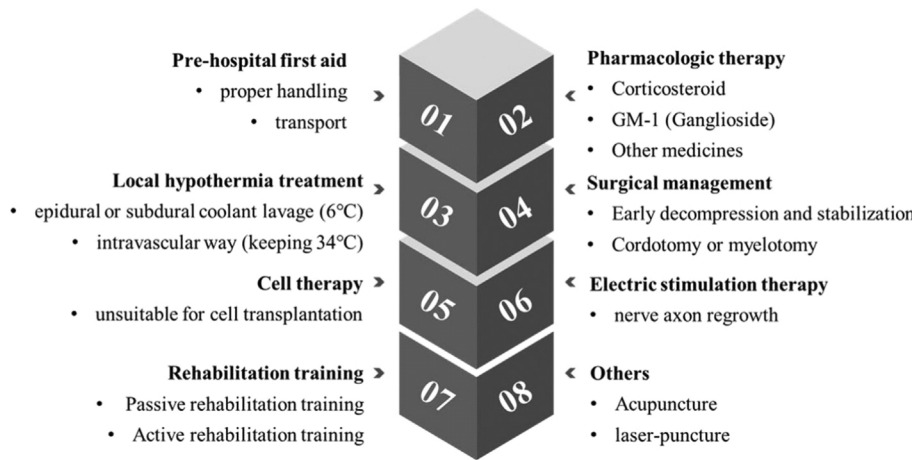 Pre-hospital first aid
• proper handling
• transport
01
02
Pharmacologic therapy
• Corticosteroid
• GM-1 (Ganglioside)
• Other medicines
Local hypothermia treatment
• epidural or subdural coolant lavage (6℃)
• intravascular way (keeping 34℃)
03
04
Surgical management
• Early decompression and stabilization
• Cordotomy or myelotomy
Cell therapy
• unsuitable for cell transplantation
05
06
Electric stimulation therapy
• nerve axon regrowth
Rehabilitation training
• Passive rehabilitation training
• Active rehabilitation training
07
08
Others
• Acupuncture
• laser-puncture